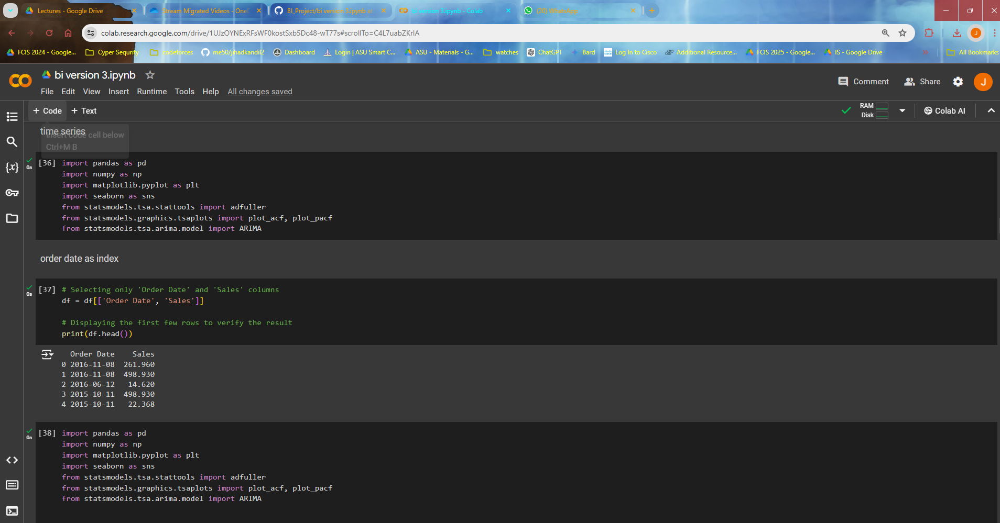 Lectures - Google Drive
Stream Migrated Videos - OneD
BI_Project/bi version 3.ipynb at
bi version 3.ipynb - Colab
(20) WhatsApp
colab.research.google.com/drive/1UJzOYNExRFsWF0kostSxb5Dc48-wT77s#scrollTo=C4L7uabZKrlA
FCIS 2024 - Google...
Cyper Sequrity
codeforces
me50/jihadkandil2
Dashboard
Login | ASU Smart C...
ASU - Materials - G...
watches
ChatGPT
Bard
Log In to Cisco
Additional Resource...
FCIS 2025 - Google...
IS - Google Drive
»
All Bookmarks
bi version 3.ipynb
Comment
Share
J
File Edit View Insert Runtime Tools Help All changes saved
+ Code + Text
RAM
Disk
Colab AI
time series
Insert code cell below
Ctrl+M B
0s
[36] import pandas as pd
import numpy as np
import matplotlib.pyplot as plt
import seaborn as sns
from statsmodels.tsa.stattools import adfuller
from statsmodels.graphics.tsaplots import plot_acf, plot_pacf
from statsmodels.tsa.arima.model import ARIMA
order date as index
0s
[37] # Selecting only 'Order Date' and 'Sales' columns
df = df[['Order Date', 'Sales']]
# Displaying the first few rows to verify the result
print(df.head())
Order Date Sales
0 2016-11-08 261.960
1 2016-11-08 498.930
2 2016-06-12 14.620
3 2015-10-11 498.930
4 2015-10-11 22.368
0s
[38] import pandas as pd
import numpy as np
import matplotlib.pyplot as plt
import seaborn as sns
from statsmodels.tsa.stattools import adfuller
from statsmodels.graphics.tsaplots import plot_acf, plot_pacf
from statsmodels.tsa.arima.model import ARIMA